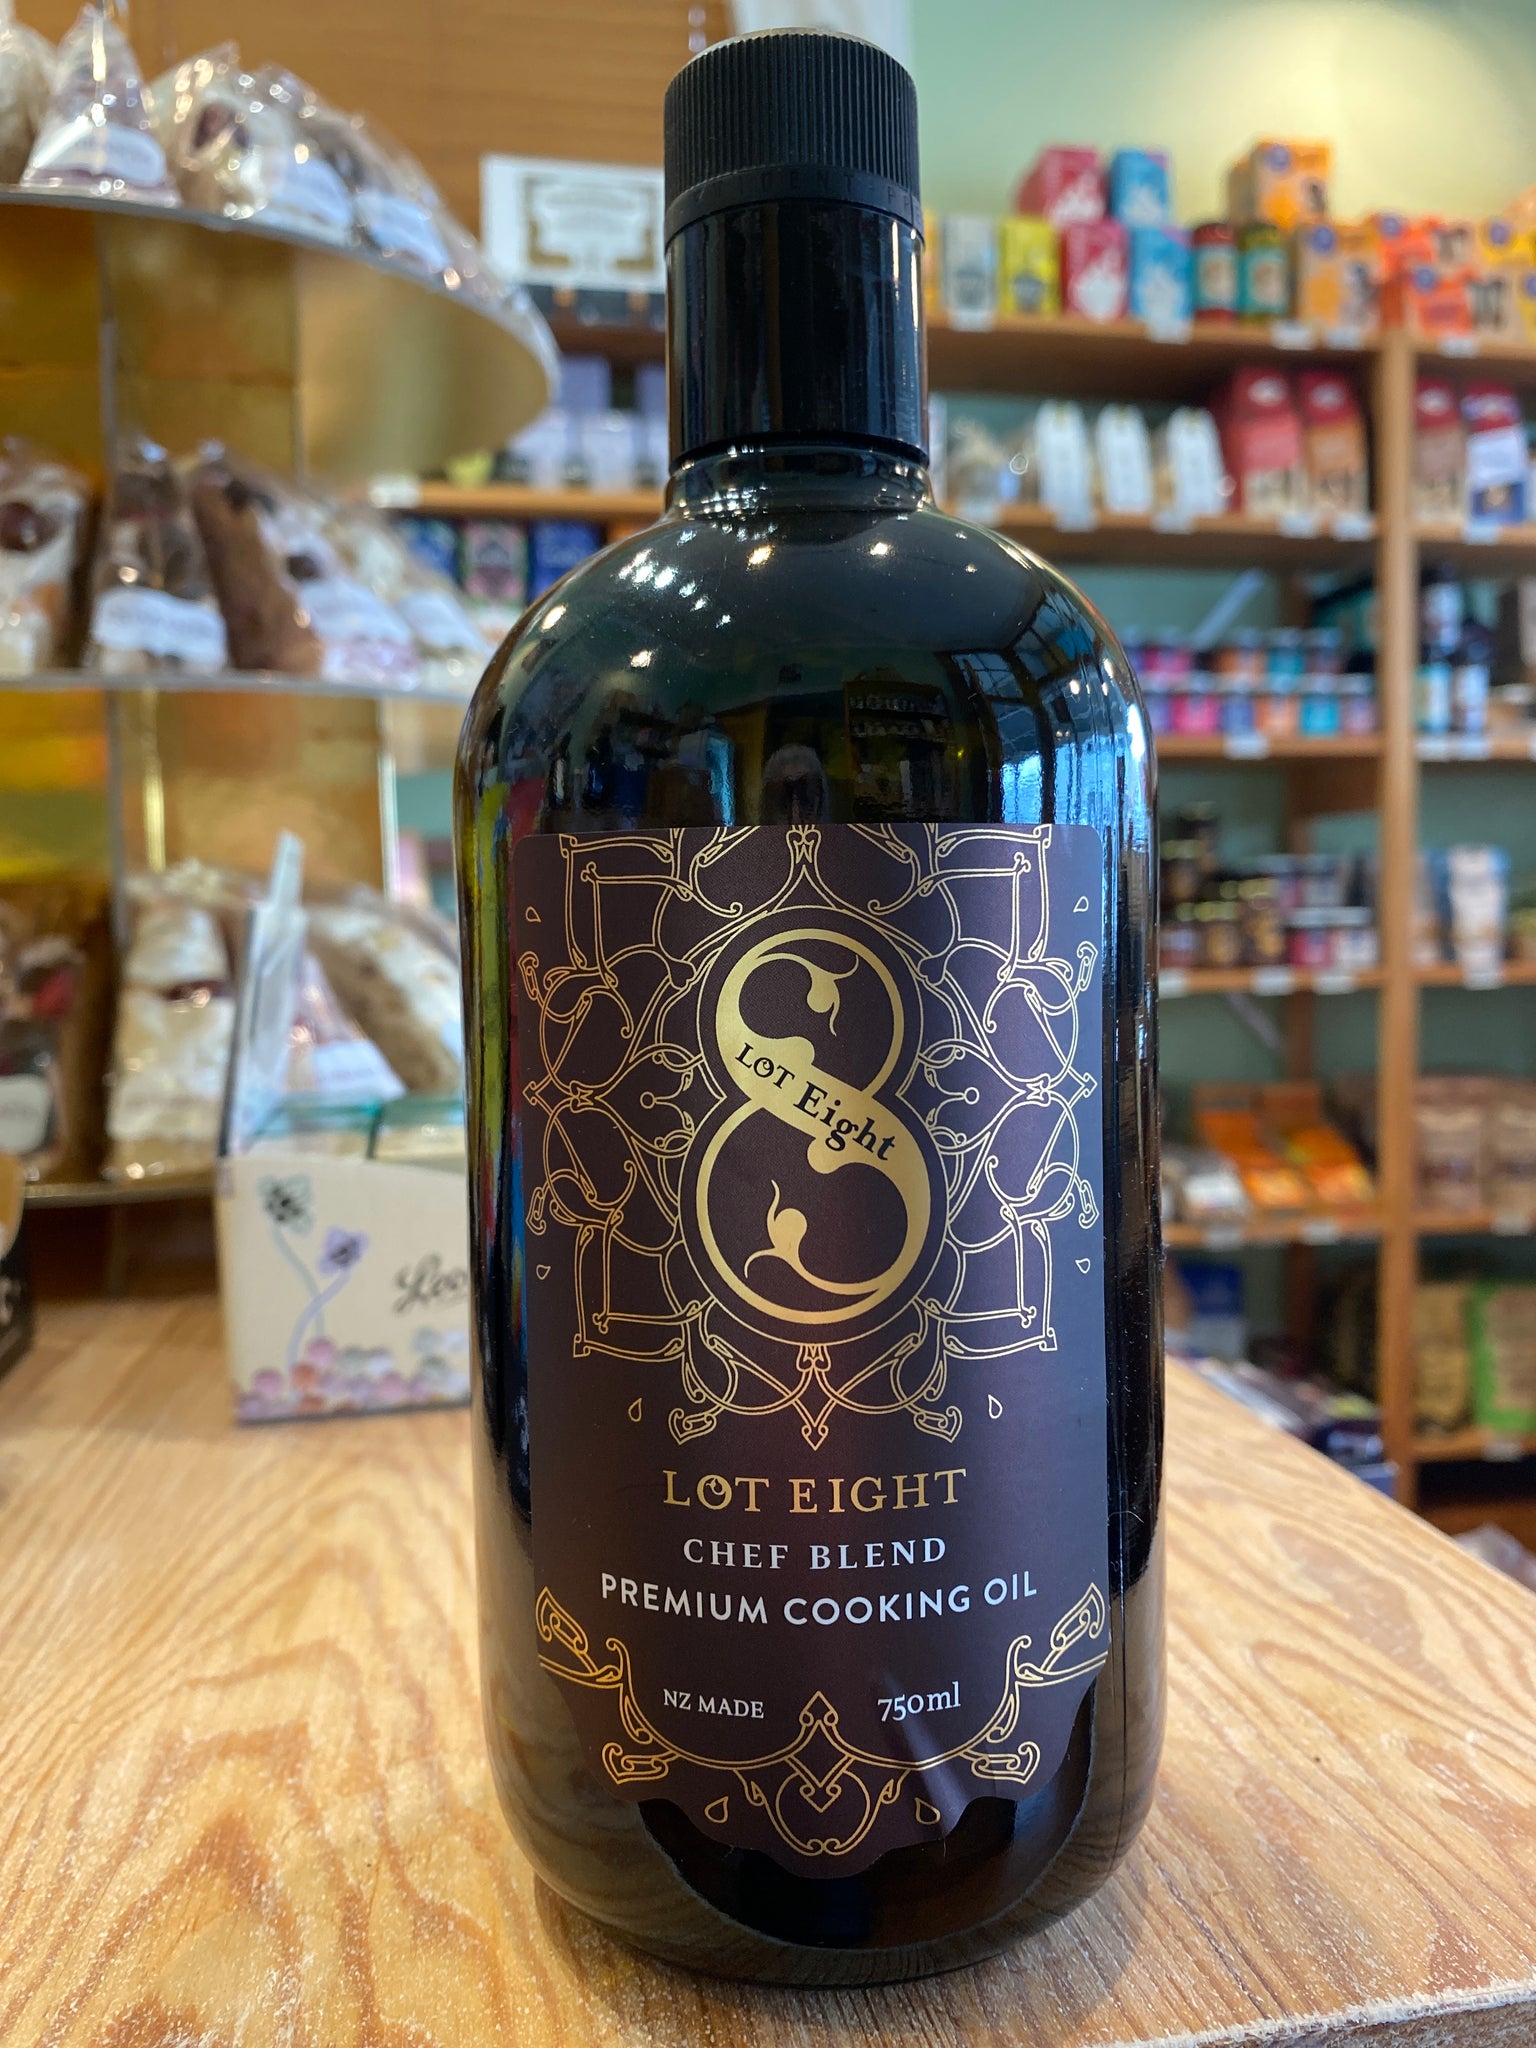 LOT Eight
LOT EIGHT
CHEF BLEND
PREMIUM COOKING OIL
NZ MADE 750ml